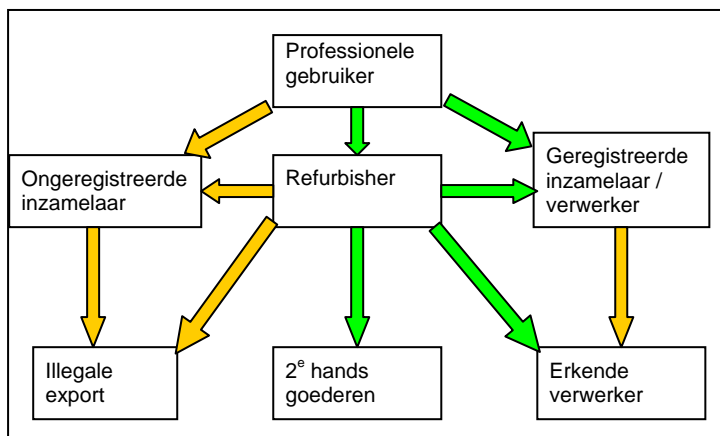 Professionele
gebruiker
Ongeregistreerde
inzamelaar
Refurbisher
Geregistreerde
inzamelaar /
verwerker
Illegale
export
2e hands
goederen
Erkende
verwerker